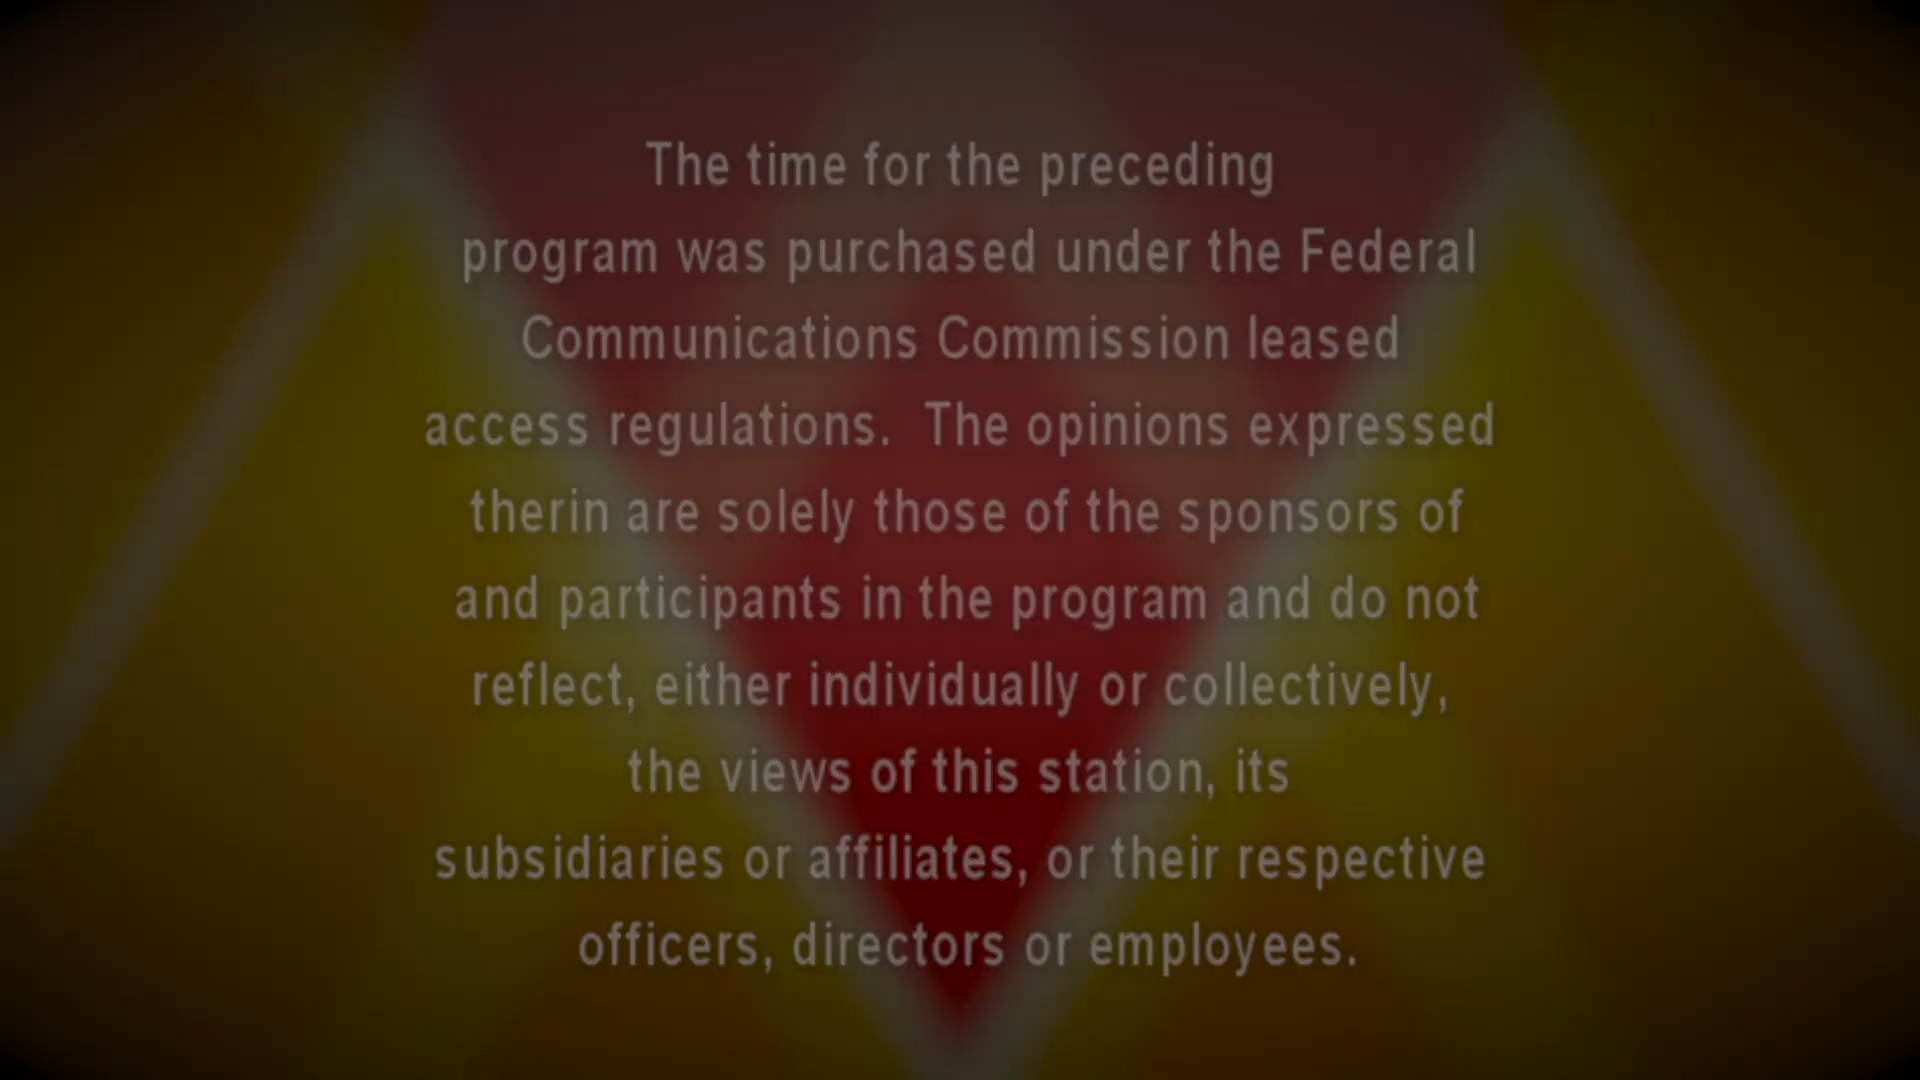 The time for the preceding
program was purchased under the Federal
Communications Commission leased
access regulations.  The opinions expressed
therin are solely those of the sponsors of
and participants in the program and do not
reflect, either individually or collectively,
the views of this station, its
subsidiaries or affiliates, or their respective
officers, directors or employees.